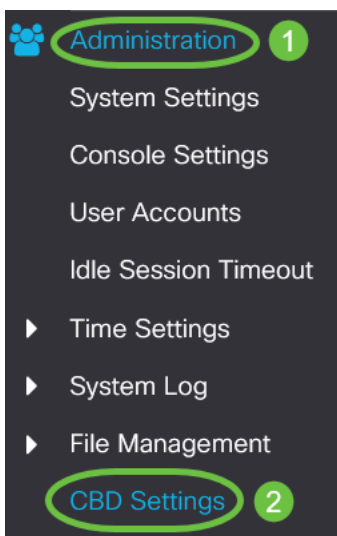 Administration 1
System Settings
Console Settings
User Accounts
Idle Session Timeout
Time Settings
System Log
File Management
CBD Settings 2